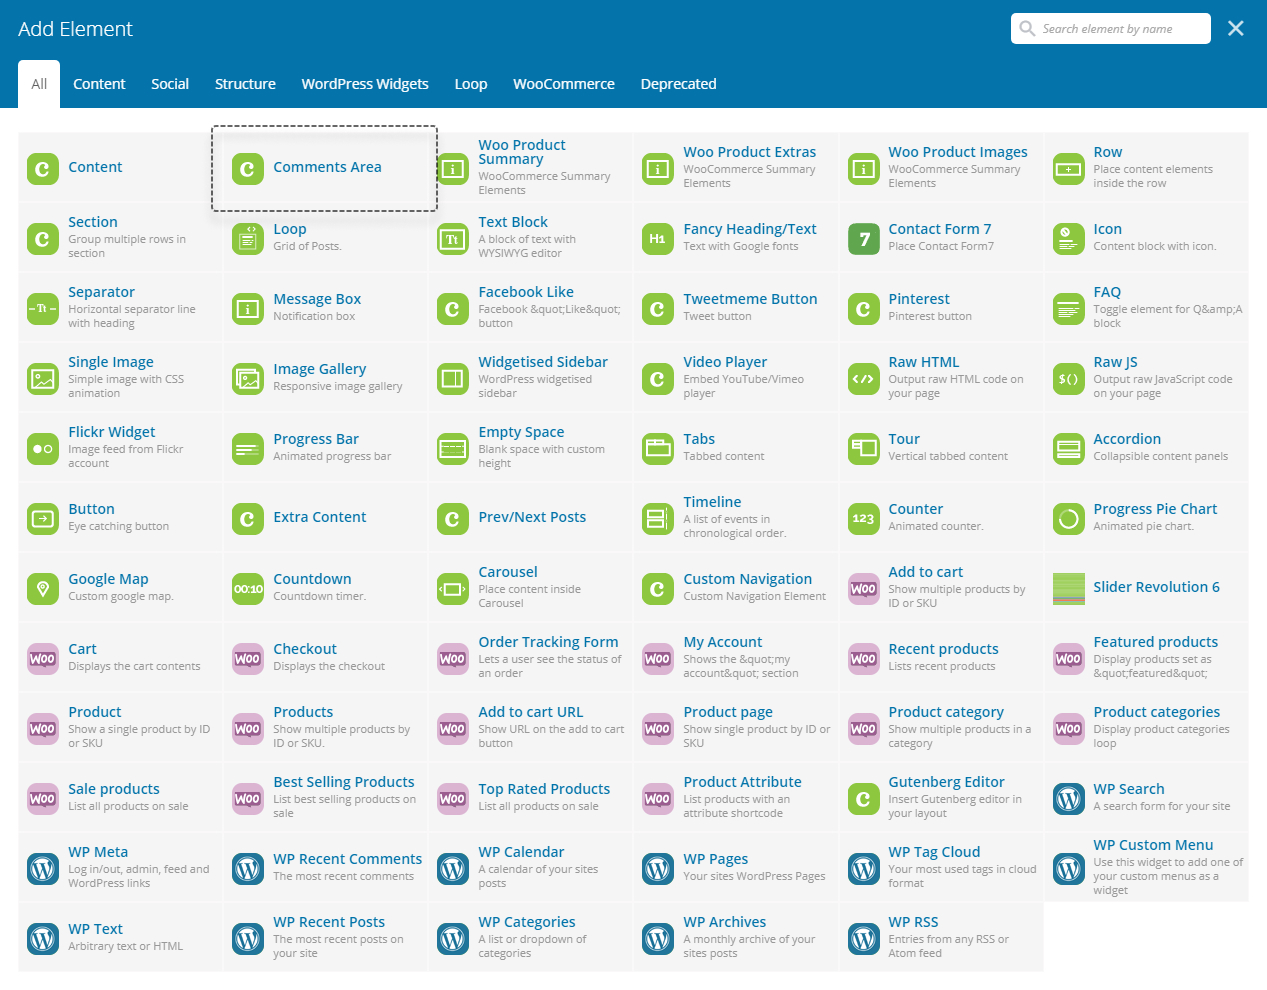 Add Element
Search element by name
All Content Social Structure WordPress Widgets Loop WooCommerce Deprecated
C Content
C Comments Area
Woo Product
Summary
WooCommerce Summary
Elements
Woo Product Extras
WooCommerce Summary
Elements
Woo Product Images
WooCommerce Summary
Elements
Row
Place content elements
inside the row
C Section
Group multiple rows in
section
Loop
Grid of Posts.
Tt Text Block
A block of text with
WYSIWYG editor
H1 Fancy Heading/Text
Text with Google fonts
7 Contact Form 7
Place Contact Form7
Icon
Content block with icon.
Tt Separator
Horizontal separator line
with heading
i Message Box
Notification box
C Facebook Like
Facebook &quot;Like&quot;
button
C Tweetmeme Button
Tweet button
C Pinterest
Pinterest button
FAQ
Toggle element for Q&amp;A
block
Single Image
Simple image with CSS
animation
Image Gallery
Responsive image gallery
Widgetised Sidebar
WordPress widgetised
sidebar
C Video Player
Embed YouTube/Vimeo
player
</> Raw HTML
Output raw HTML code on
your page
$() Raw JS
Output raw JavaScript code
on your page
Flickr Widget
Image feed from Flickr
account
Progress Bar
Animated progress bar
Empty Space
Blank space with custom
height
Tabs
Tabbed content
Tour
Vertical tabbed content
Accordion
Collapsible content panels
Button
Eye catching button
C Extra Content
C Prev/Next Posts
Timeline
A list of events in
chronological order.
123 Counter
Animated counter.
Progress Pie Chart
Animated pie chart.
Google Map
Custom google map.
00:10 Countdown
Countdown timer.
Carousel
Place content inside
Carousel
C Custom Navigation
Custom Navigation Element
Woo Add to cart
Show multiple products by
ID or SKU
Slider Revolution 6
Woo Cart
Displays the cart contents
Woo Checkout
Displays the checkout
Woo Order Tracking Form
Lets a user see the status of
an order
Woo My Account
Shows the &quot;my
account&quot; section
Woo Recent products
Lists recent products
Woo Featured products
Display products set as
&quot;featured&quot;
Woo Product
Show a single product by ID
or SKU
Woo Products
Show multiple products by
ID or SKU.
Woo Add to cart URL
Show URL on the add to cart
button
Woo Product page
Show single product by ID or
SKU
Woo Product category
Show multiple products in a
category
Woo Product categories
Display product categories
loop
Woo Sale products
List all products on sale
Woo Best Selling Products
List best selling products on
sale
Woo Top Rated Products
List all products on sale
Woo Product Attribute
List products with an
attribute shortcode
C Gutenberg Editor
Insert Gutenberg editor in
your layout
WP Search
A search form for your site
WP Meta
Log in/out, admin, feed and
WordPress links
WP Recent Comments
The most recent comments
WP Calendar
A calendar of your sites
posts
WP Pages
Your sites WordPress Pages
WP Tag Cloud
Your most used tags in cloud
format
WP Custom Menu
Use this widget to add one of
your custom menus as a
widget
WP Text
Arbitrary text or HTML
WP Recent Posts
The most recent posts on
your site
WP Categories
A list or dropdown of
categories
WP Archives
A monthly archive of your
sites posts
WP RSS
Entries from any RSS or
Atom feed